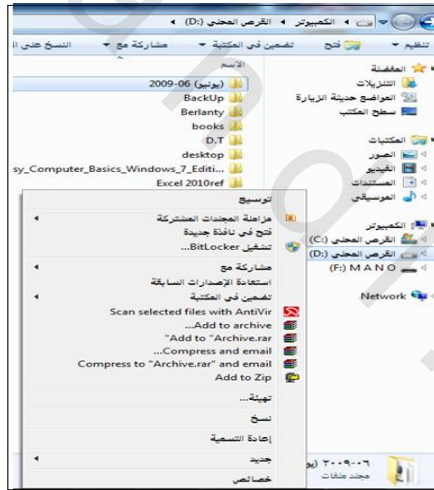 الكمبيوتر ◂ القرص المحلي (D:) ◂
تنظيم ▾ فتح تضمين في المكتبة ▾ مشاركة مع ▾ النسخ على
المفضلة
التنزيلات
المواضع حديثة الزيارة
سطح المكتب
المكتبات
الصور
الفيديو
المستندات
الموسيقى
الكمبيوتر
القرص المحلي (C:)
القرص المحلي (D:)
(F:) M A N O
Network
الاسم
2009-06 (يونيو)
BackUp
Berlanty
books
D.T
desktop
sy_Computer_Basics_Windows_7_Editi...
Excel 2010ref
توسيع
مزامنة المجلدات المشتركة
فتح في نافذة جديدة
تشغيل BitLocker...
مشاركة مع
استعادة الإصدارات السابقة
تضمين في المكتبة
Scan selected files with AntiVir
...Add to archive
"Add to "Archive.rar
...Compress and email
Compress to "Archive.rar" and email
Add to Zip
تهيئة...
نسخ
إعادة التسمية
جديد
خصائص
٢٠٠٩-٠٦ (يو
مجلد ملفات